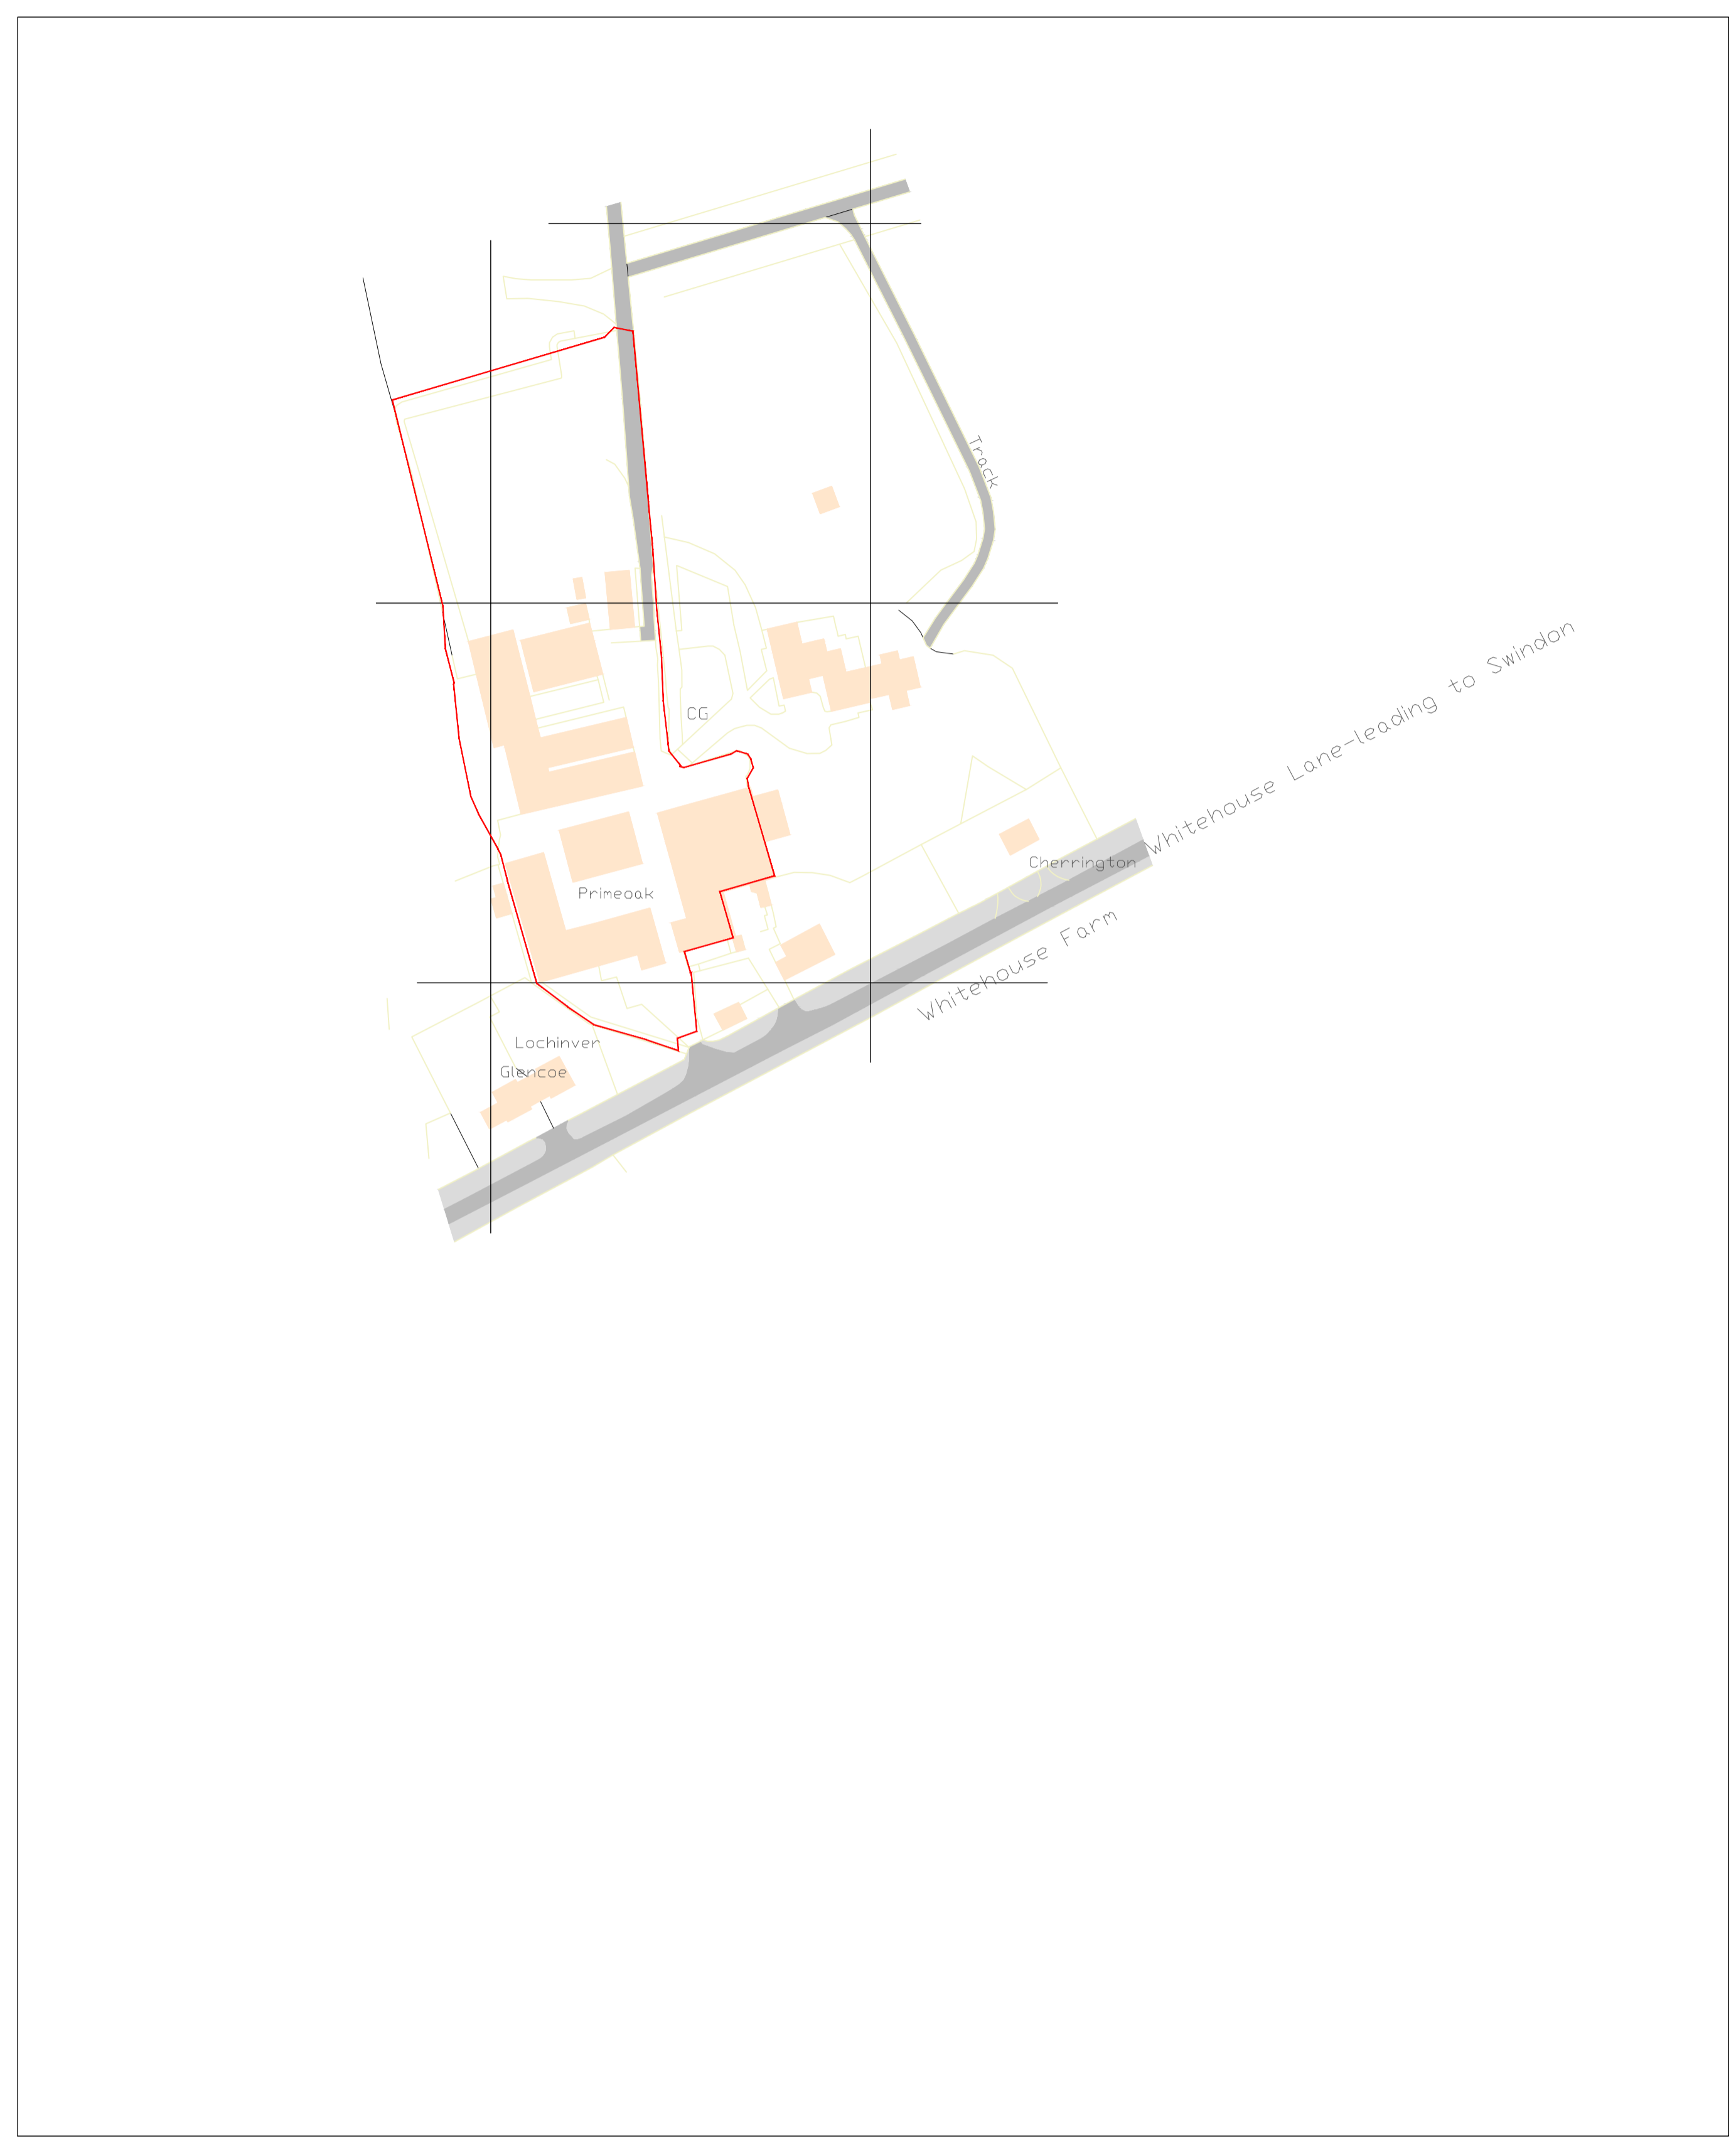 Track
Whitehouse Lane-leading to Swindon
CG
Cherrington
Primeoak
Whitehouse Farm
Lochinver
Glencoe